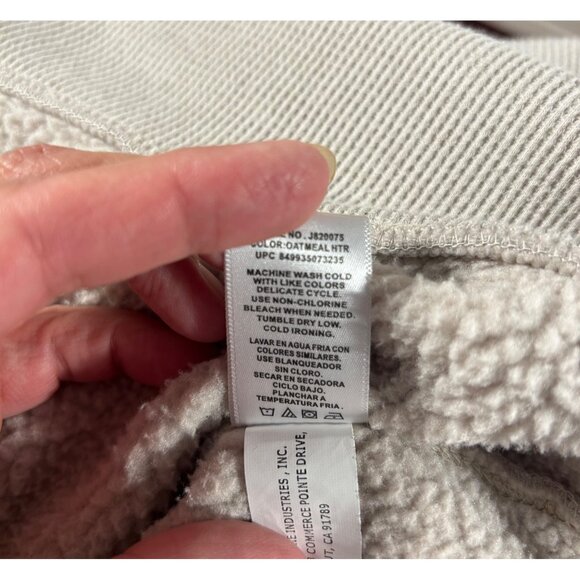 NO. J820075
COLOR:OATMEAL HTR
UPC 849935073235
MACHINE WASH COLD
WITH LIKE COLORS
DELICATE CYCLE.
USE NON-CHLORINE
BLEACH WHEN NEEDED.
TUMBLE DRY LOW.
COLD IRONING.
LAVAR EN AGUA FRIA CON
COLORES SIMILARES.
USE BLANQUEADOR
SIN CLORO.
SECAR EN SECADORA
CICLO BAJO.
PLANCHAR A
TEMPERATURA FRIA .
INDUSTRIES , INC.
COMMERCE POINTE DRIVE,
CA 91789